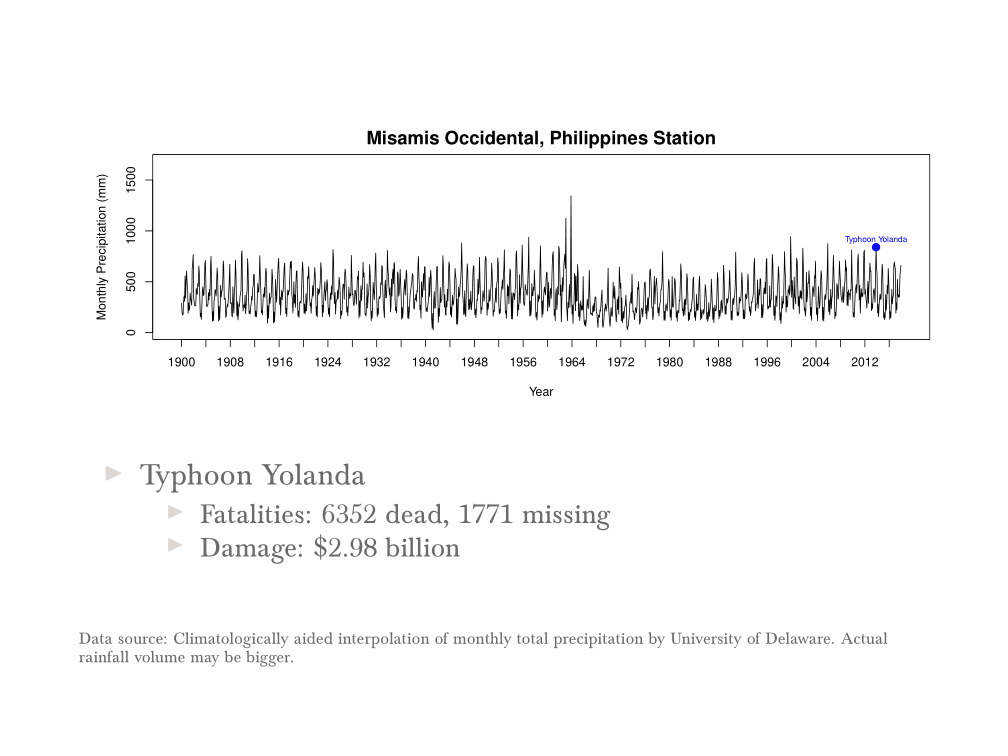 Misamis Occidental, Philippines Station
Monthly Precipitation (mm)
1500
1000
500
0
Typhoon Yolanda
1900 1908 1916 1924 1932 1940 1948 1956 1964 1972 1980 1988 1996 2004 2012
Year
Typhoon Yolanda
Fatalities: 6352 dead, 1771 missing
Damage: $2.98 billion
Data source: Climatologically aided interpolation of monthly total precipitation by University of Delaware. Actual
rainfall volume may be bigger.